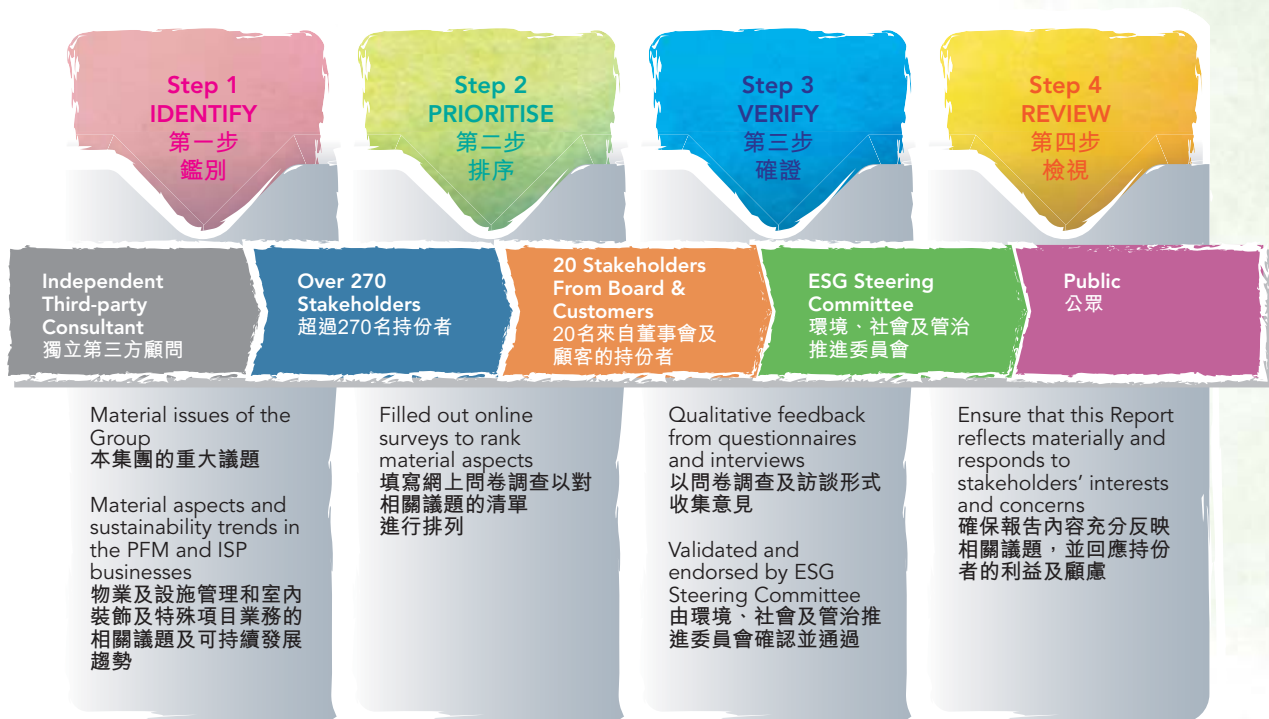 Step 1
IDENTIFY
第一步
鑑別
Step 2
PRIORITISE
第二步
排序
Step 3
VERIFY
第三步
確證
Step 4
REVIEW
第四步
檢視
Independent
Third-party
Consultant
獨立第三方顧問
Over 270
Stakeholders
超過270名持份者
20 Stakeholders
From Board &
Customers
20名來自董事會及
顧客的持份者
ESG Steering
Committee
環境、社會及管治
推進委員會
Public
公眾
Material issues of the
Group
本集團的重大議題
Material aspects and
sustainability trends in
the PFM and ISP
businesses
物業及設施管理和室內
裝飾及特殊項目業務的
相關議題及可持續發展
趨勢
Filled out online
surveys to rank
material aspects
填寫網上問卷調查以對
相關議題的清單
進行排列
Qualitative feedback
from questionnaires
and interviews
以問卷調查及訪談形式
收集意見
Validated and
endorsed by ESG
Steering Committee
由環境、社會及管治推
進委員會確認並通過
Ensure that this Report
reflects materially and
responds to
stakeholders’ interests
and concerns
確保報告內容充分反映
相關議題，並回應持份
者的利益及顧慮